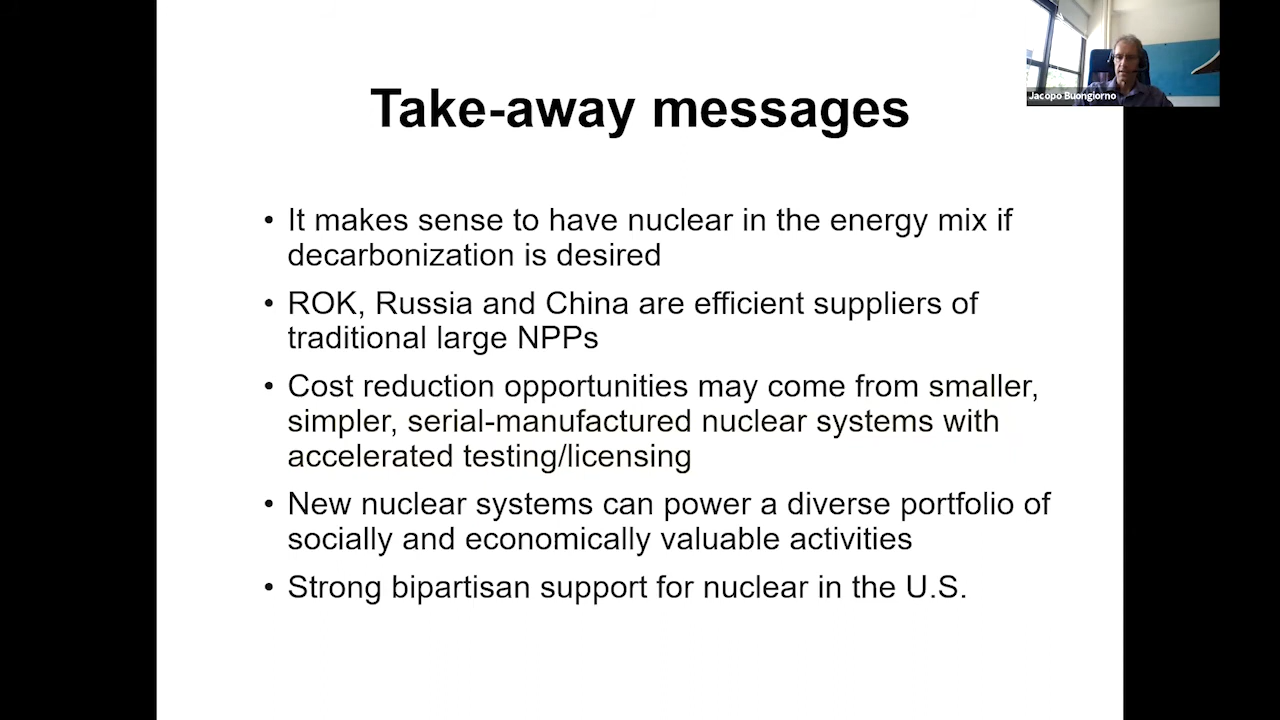 Take-away messages
Jacopo Buongiorno
• It makes sense to have nuclear in the energy mix if
decarbonization is desired
• ROK, Russia and China are efficient suppliers of
traditional large NPPs
• Cost reduction opportunities may come from smaller,
simpler, serial-manufactured nuclear systems with
accelerated testing/licensing
• New nuclear systems can power a diverse portfolio of
socially and economically valuable activities
• Strong bipartisan support for nuclear in the U.S.